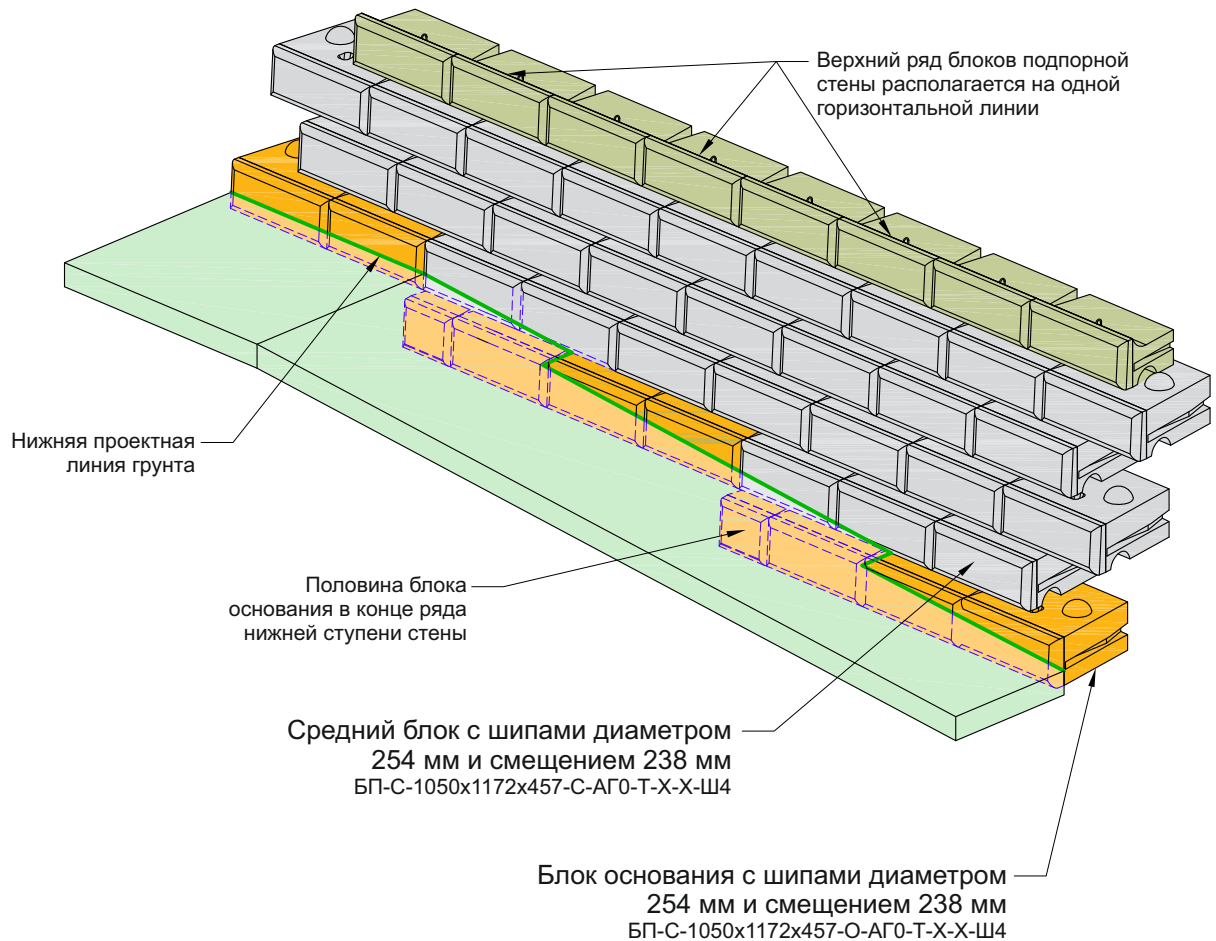 Верхний ряд блоков подпорной
стены располагается на одной
горизонтальной линии
Нижняя проектная
линия грунта
Половина блока
основания в конце ряда
нижней ступени стены
Средний блок с шипами диаметром
254 мм и смещением 238 мм
БП-С-1050х1172х457-С-АГ0-Т-Х-Х-Ш4
Блок основания с шипами диаметром
254 мм и смещением 238 мм
БП-С-1050х1172х457-О-АГ0-Т-Х-Х-Ш4